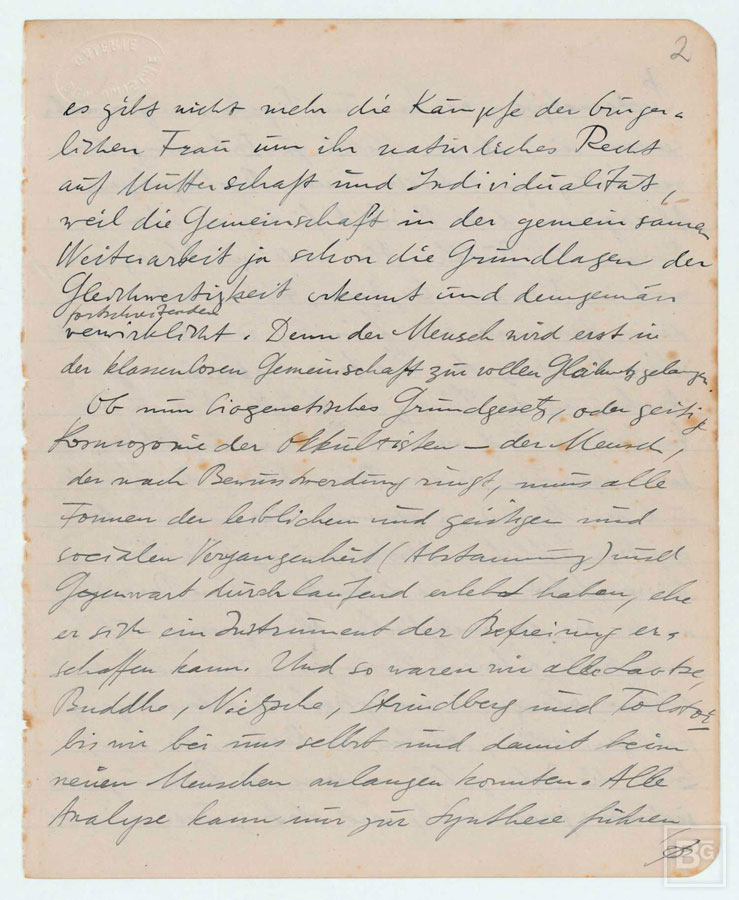 2
es gibt nicht mehr die Kämpfe der bürger-
lichen Frau um ihr natürliches Recht
auf Mutterschaft und Individualität,
weil die Gemeinschaft in der gemeinsamen
Weiterarbeit ja schon die Grundlagen der
Gleichwertigkeit erkennt und demgemäss
fortschreitenden
verwirklicht. Denn der Mensch wird erst in
der klassenlosen Gemeinschaft zur vollen gelangen.
Ob nun biogenetisches Grundgesetz, oder geistige
Kosmogonie der Okkultisten – der Mensch,
der nach Bewusstwerdung ringt, muss alle
Formen der leiblichen und geistigen und
socialen Vergangenheit (Abstammung) und
Gegenwart durchlaufend erlebt haben, ehe
er sich ein Instrument der Befreiung er-
schaffen kann. Und so waren wir alle Laotse,
Buddha, Nietzsche, Strindberg und Tolstoi
bis wir bei uns selbst und damit beim
neuen Menschen anlangen konnten. Alle
Analyse kann nur zur Synthese führen
BG